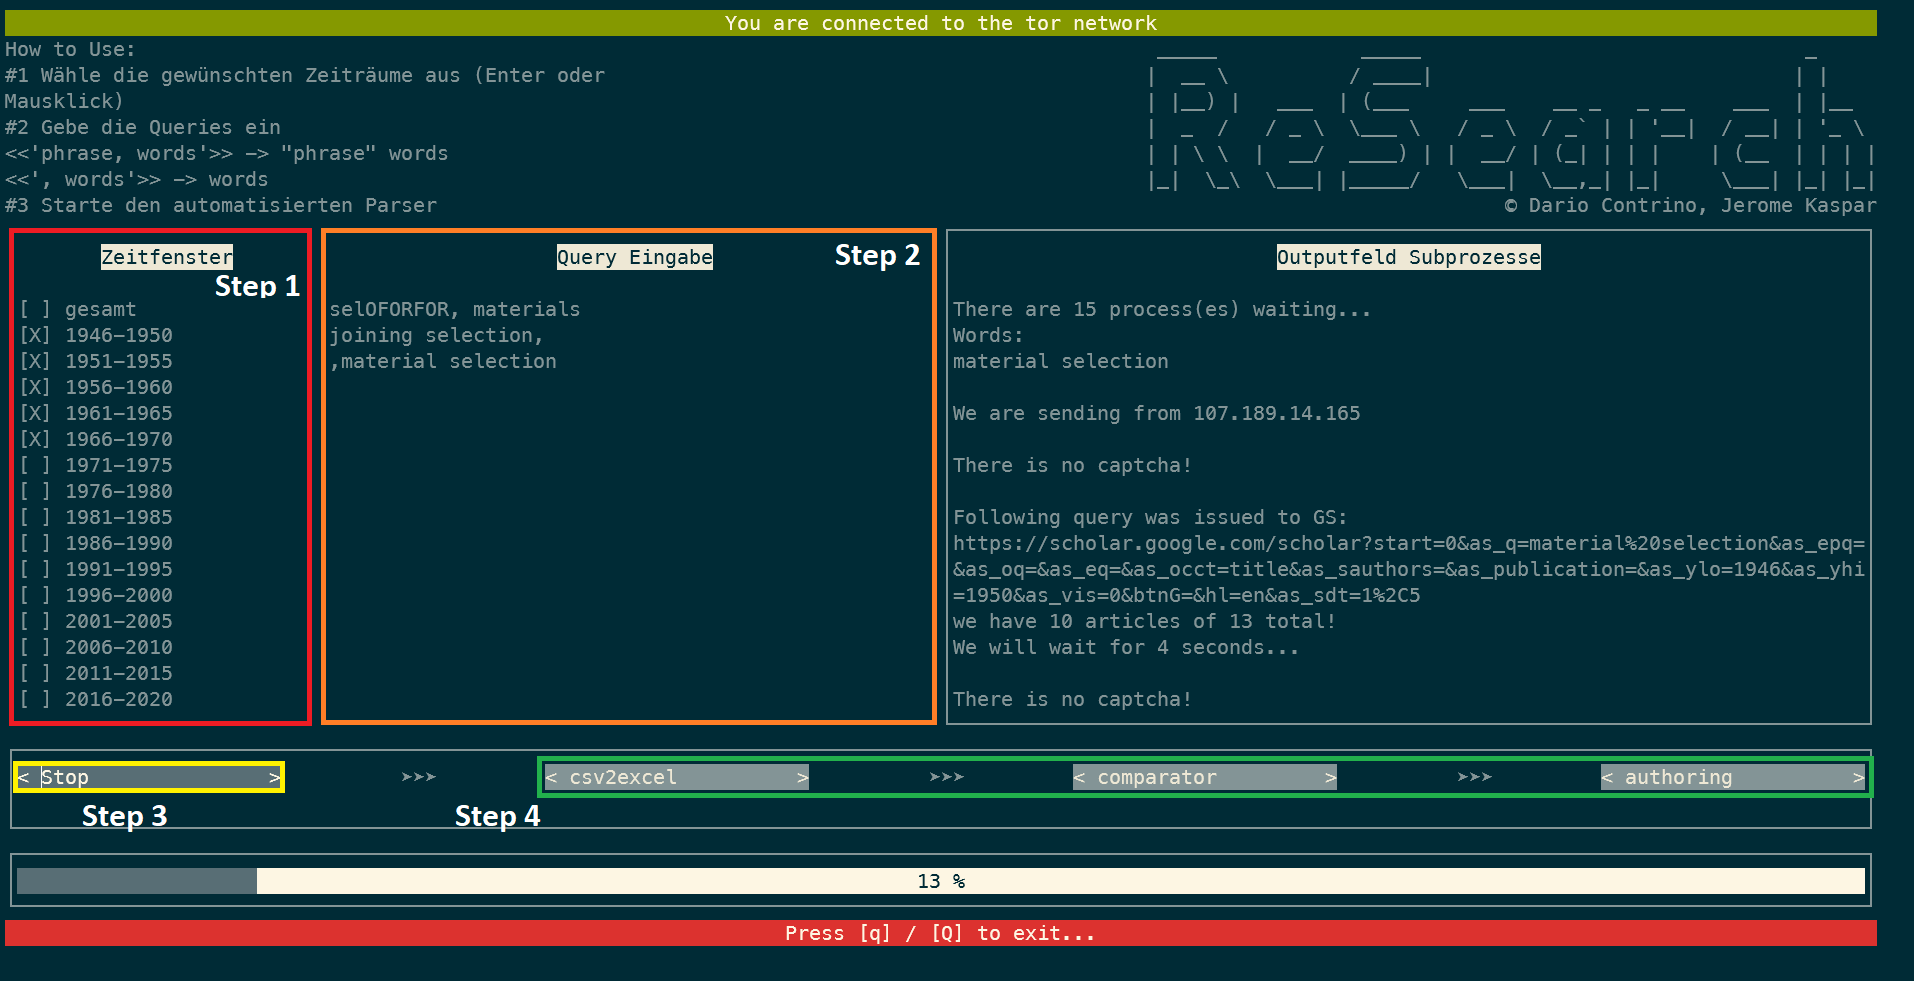 You are connected to the tor network
How to Use:
#1 Wähle die gewünschten Zeiträume aus (Enter oder
Mausklick)
#2 Gebe die Queries ein
<<'phrase, words'>> -> "phrase" words
<<', words'>> -> words
#3 Starte den automatisierten Parser
ReSearch
© Dario Contrino, Jerome Kaspar
Zeitfenster
Step 1
[ ] gesamt
[X] 1946-1950
[X] 1951-1955
[X] 1956-1960
[X] 1961-1965
[X] 1966-1970
[ ] 1971-1975
[ ] 1976-1980
[ ] 1981-1985
[ ] 1986-1990
[ ] 1991-1995
[ ] 1996-2000
[ ] 2001-2005
[ ] 2006-2010
[ ] 2011-2015
[ ] 2016-2020
Query Eingabe
Step 2
selOFORFOR, materials
joining selection,
,material selection
Outputfeld Subprozesse
There are 15 process(es) waiting...
Words:
material selection
We are sending from 107.189.14.165
There is no captcha!
Following query was issued to GS:
https://scholar.google.com/scholar?start=0&as_q=material%20selection&as_epq=
&as_oq=&as_eq=&as_occt=title&as_sauthors=&as_publication=&as_ylo=1946&as_yhi
=1950&as_vis=0&btnG=&hl=en&as_sdt=1%2C5
we have 10 articles of 13 total!
We will wait for 4 seconds...
There is no captcha!
< Stop > ➤➤➤ < csv2excel > ➤➤➤ < comparator > ➤➤➤ < authoring >
Step 3
Step 4
13 %
Press [q] / [Q] to exit...